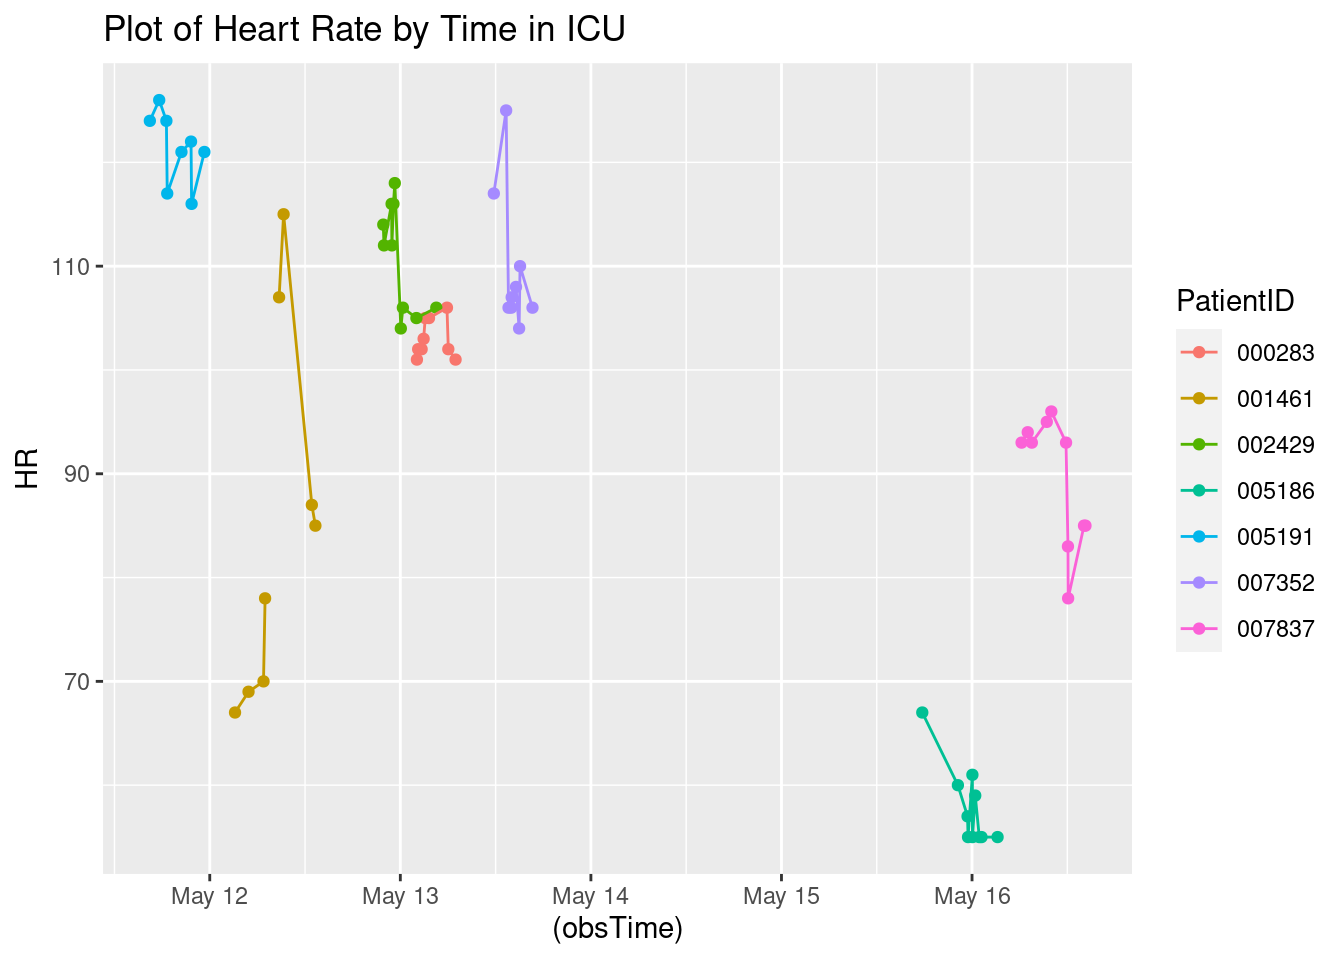 Plot of Heart Rate by Time in ICU
HR
110
90
70
May 12
May 13
May 14
May 15
May 16
(obsTime)
PatientID
000283
001461
002429
005186
005191
007352
007837